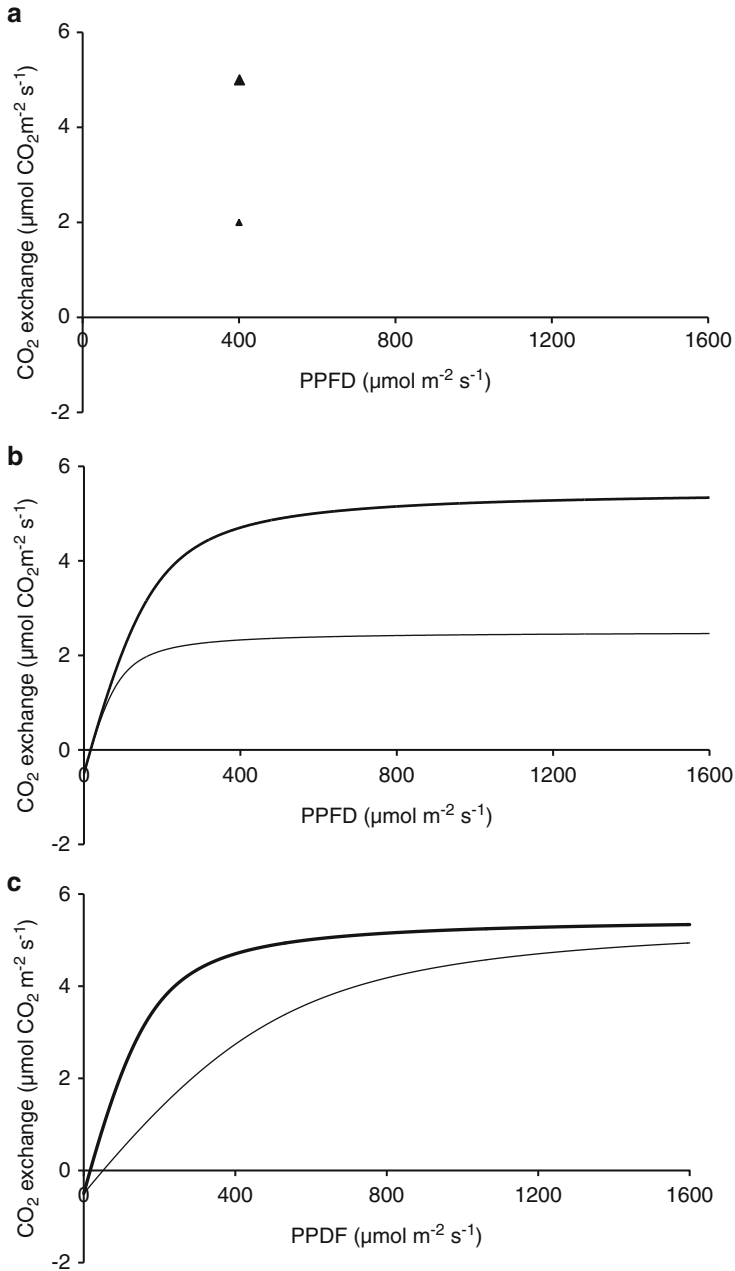 a
6
4
2
0
-2
0 400 800 1200 1600
PPFD (µmol m-2 s-1)
CO2 exchange (µmol CO2m-2 s-1)
b
6
4
2
0
-2
0 400 800 1200 1600
PPFD (µmol m-2 s-1)
CO2 exchange (µmol CO2m-2 s-1)
c
6
4
2
0
-2
0 400 800 1200 1600
PPDF (µmol m-2 s-1)
CO2 exchange (µmol CO2 m-2 s-1)